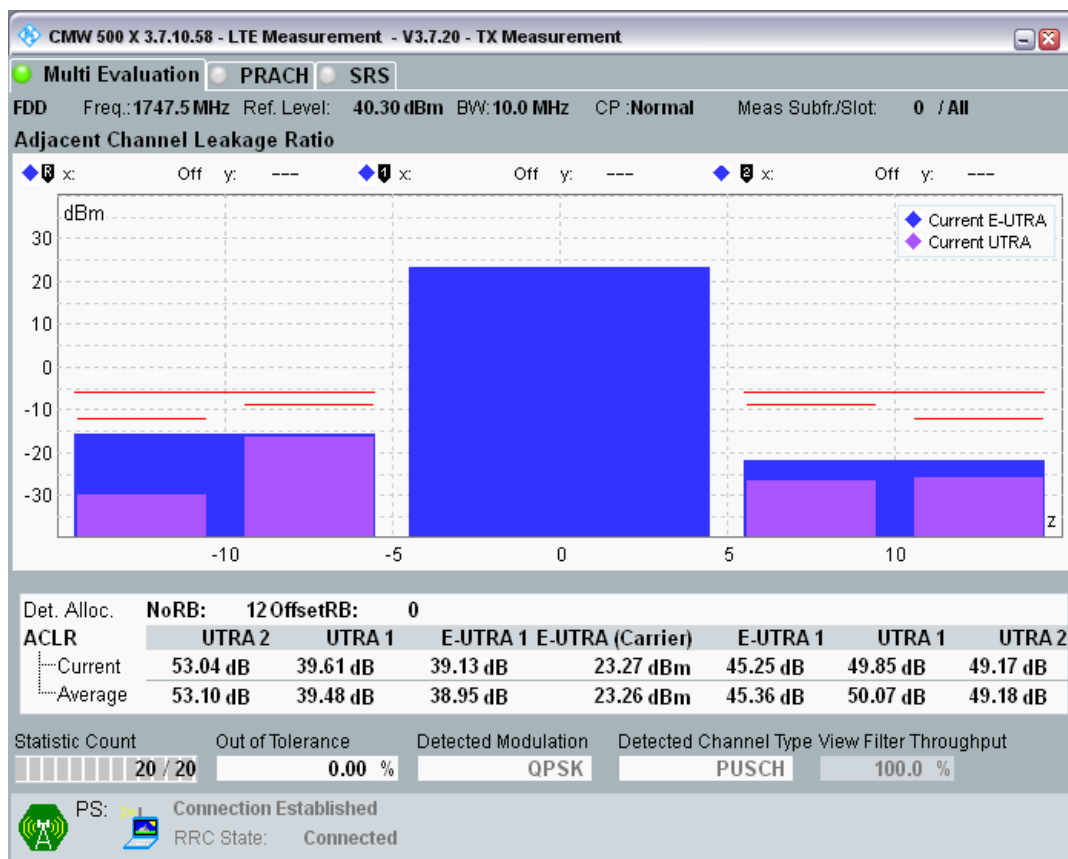 CMW 500 X 3.7.10.58 - LTE Measurement - V3.7.20 - TX Measurement
Multi Evaluation PRACH SRS
FDD Freq.: 1747.5 MHz Ref. Level: 40.30 dBm BW: 10.0 MHz CP :Normal Meas Subfr./Slot: 0 / All
Adjacent Channel Leakage Ratio
R x: Off y: --- 1 x: Off y: --- 2 x: Off y: ---
dBm
Current E-UTRA
Current UTRA
30
20
10
0
-10
-20
-30
z
-10 -5 0 5 10
Det. Alloc. NoRB: 12 OffsetRB: 0
ACLR UTRA 2 UTRA 1 E-UTRA 1 E-UTRA (Carrier) E-UTRA 1 UTRA 1 UTRA 2
Current 53.04 dB 39.61 dB 39.13 dB 23.27 dBm 45.25 dB 49.85 dB 49.17 dB
Average 53.10 dB 39.48 dB 38.95 dB 23.26 dBm 45.36 dB 50.07 dB 49.18 dB
Statistic Count Out of Tolerance Detected Modulation Detected Channel Type View Filter Throughput
20 / 20 0.00 % QPSK PUSCH 100.0 %
PS: Connection Established
RRC State: Connected